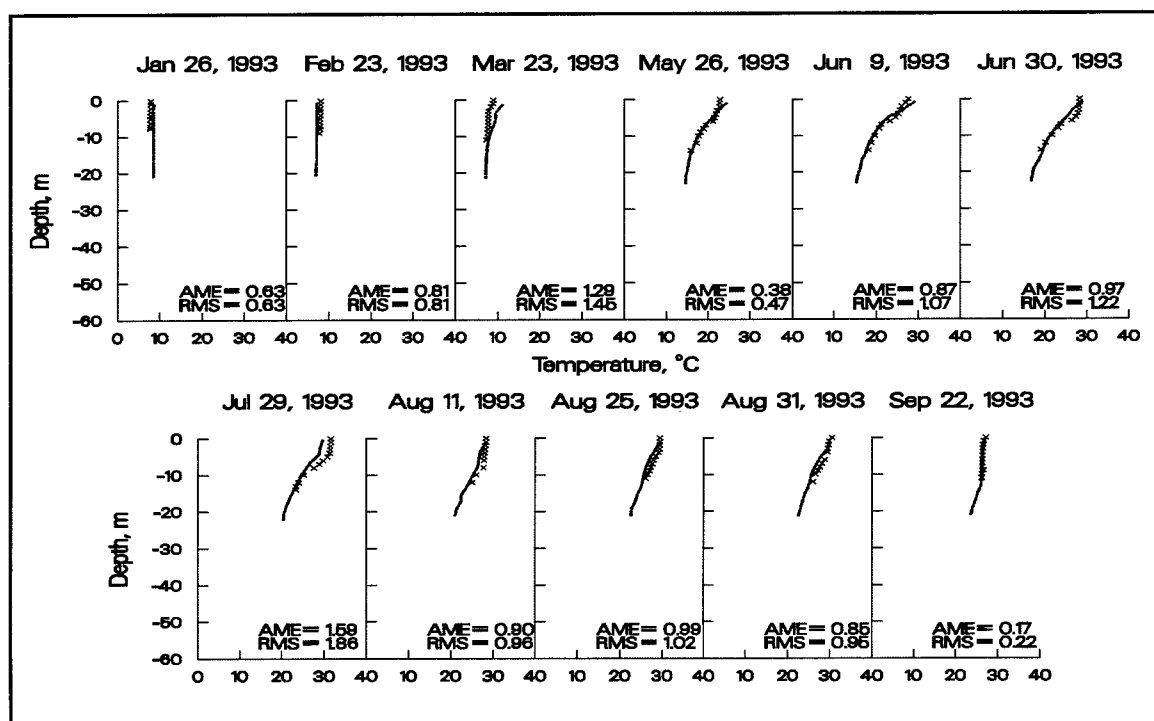 Jan 26, 1993 Feb 23, 1993 Mar 23, 1993 May 26, 1993 Jun 9, 1993 Jun 30, 1993
0
-10
-20
-30
-40
-50
-60
Depth, m
AME= 0.63 AME= 0.81 AME= 1.29 AME= 0.38 AME= 0.87 AME= 0.97
RMS= 0.63 RMS= 0.81 RMS= 1.45 RMS= 0.47 RMS= 1.07 RMS= 1.22
0 10 20 30 40 10 20 30 40 10 20 30 40 10 20 30 40 10 20 30 40 10 20 30 40
Temperature, °C
Jul 29, 1993 Aug 11, 1993 Aug 25, 1993 Aug 31, 1993 Sep 22, 1993
0
-10
-20
-30
-40
-50
-60
Depth, m
AME= 1.59 AME= 0.90 AME= 0.99 AME= 0.85 AME= 0.17
RMS= 1.86 RMS= 0.96 RMS= 1.02 RMS= 0.95 RMS= 0.22
0 10 20 30 40 10 20 30 40 10 20 30 40 10 20 30 40 10 20 30 40